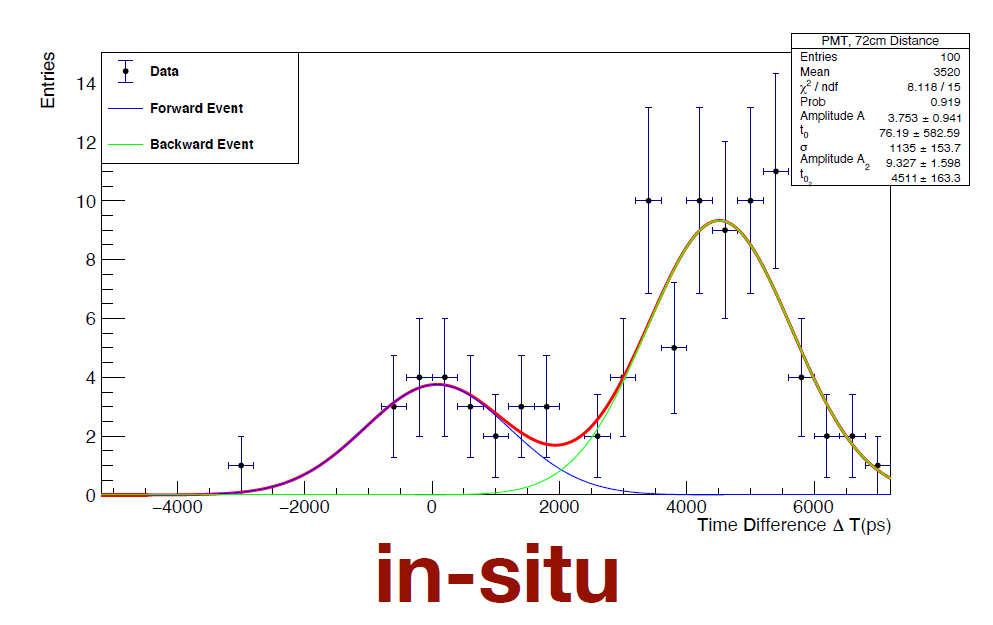 PMT, 72cm Distance
Entries 100
Mean 3520
χ² / ndf 8.118 / 15
Prob 0.919
Amplitude A 3.753 ± 0.941
t₀ 76.19 ± 582.59
σ 1135 ± 153.7
Amplitude A₂ 9.327 ± 1.598
t₀₂ 4511 ± 163.3
Entries
Data
Forward Event
Backward Event
14
12
10
8
6
4
2
0
−4000 −2000 0 2000 4000 6000
Time Difference Δ T(ps)
in-situ